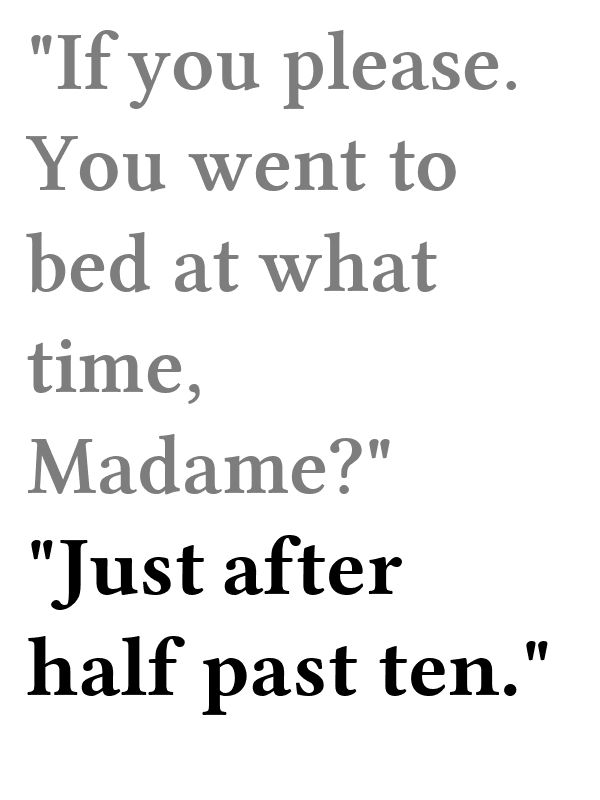 "If you please.
You went to
bed at what
time,
Madame?"
"Just after
half past ten."